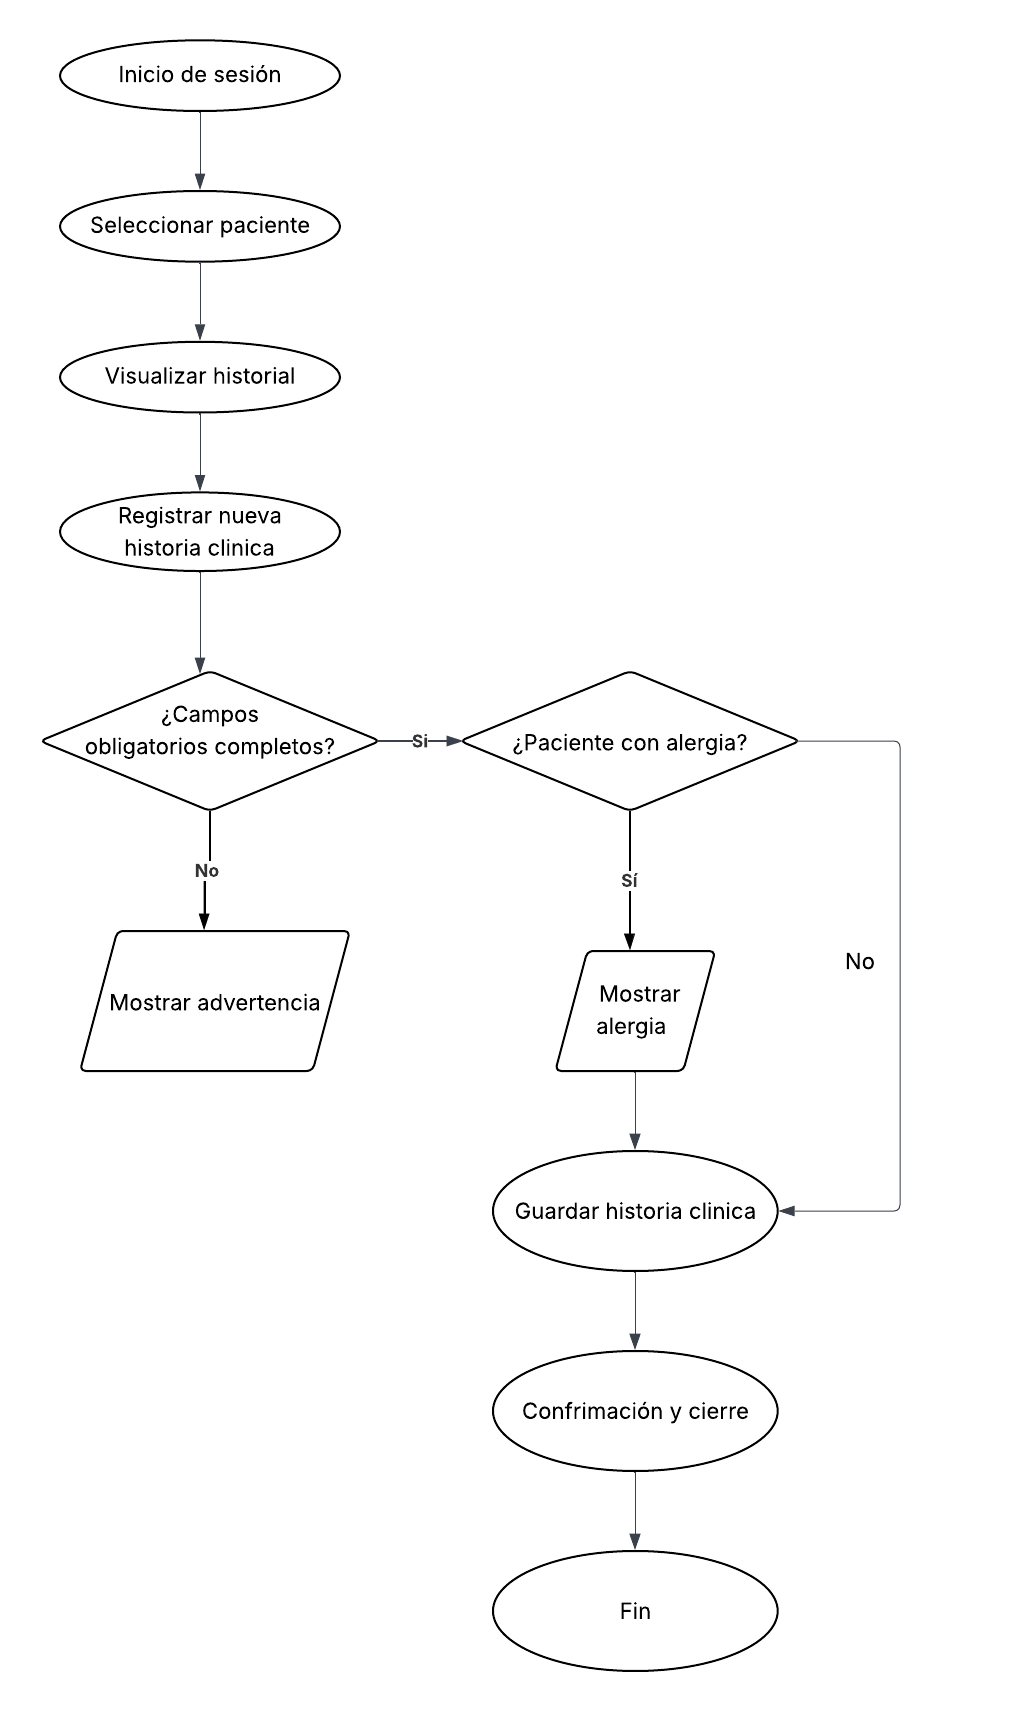 Inicio de sesión
Seleccionar paciente
Visualizar historial
Registrar nueva
historia clinica
¿Campos
obligatorios completos?
Si
¿Paciente con alergia?
No
Sí
Mostrar advertencia
Mostrar
alergia
No
Guardar historia clinica
Confrimación y cierre
Fin